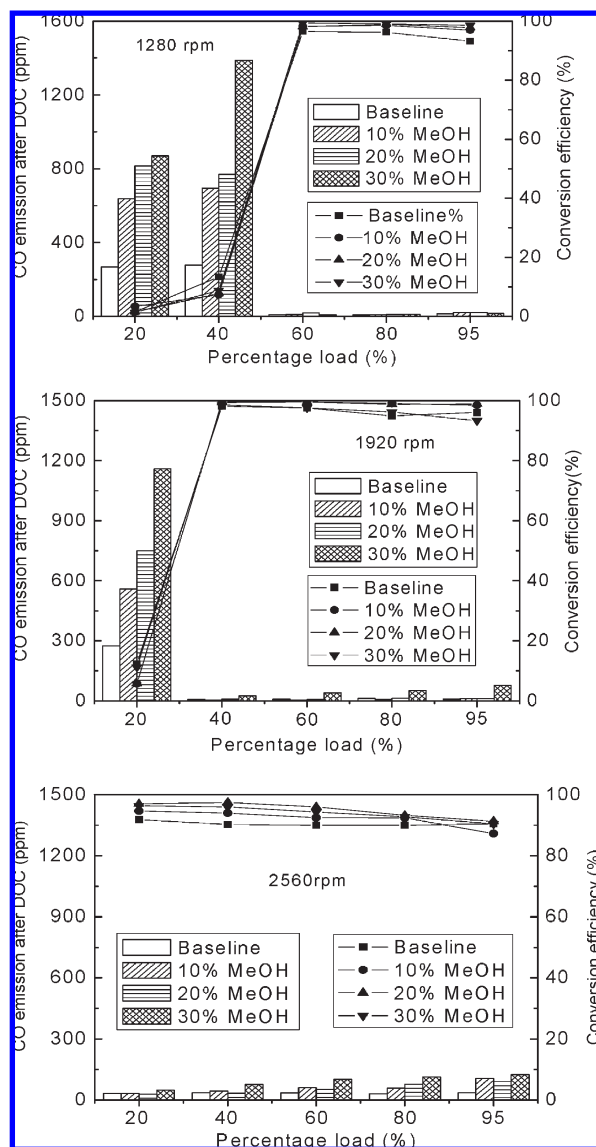 1600
1200
800
400
0
CO emission after DOC (ppm)
1280 rpm
Baseline
10% MeOH
20% MeOH
30% MeOH
Baseline%
10% MeOH
20% MeOH
30% MeOH
100
80
60
40
20
0
Conversion efficiency (%)
20 40 60 80 95
Percentage load (%)
1500
1200
900
600
300
0
CO emission after DOC (ppm)
1920 rpm
Baseline
10% MeOH
20% MeOH
30% MeOH
Baseline
10% MeOH
20% MeOH
30% MeOH
100
80
60
40
20
0
Conversion efficiency(%)
20 40 60 80 95
Percentage load (%)
1500
1200
900
600
300
0
CO emission after DOC (ppm)
2560rpm
Baseline
10% MeOH
20% MeOH
30% MeOH
Baseline
10% MeOH
20% MeOH
30% MeOH
100
80
60
40
20
0
Conversion efficiency (%)
20 40 60 80 95
Percentage load (%)